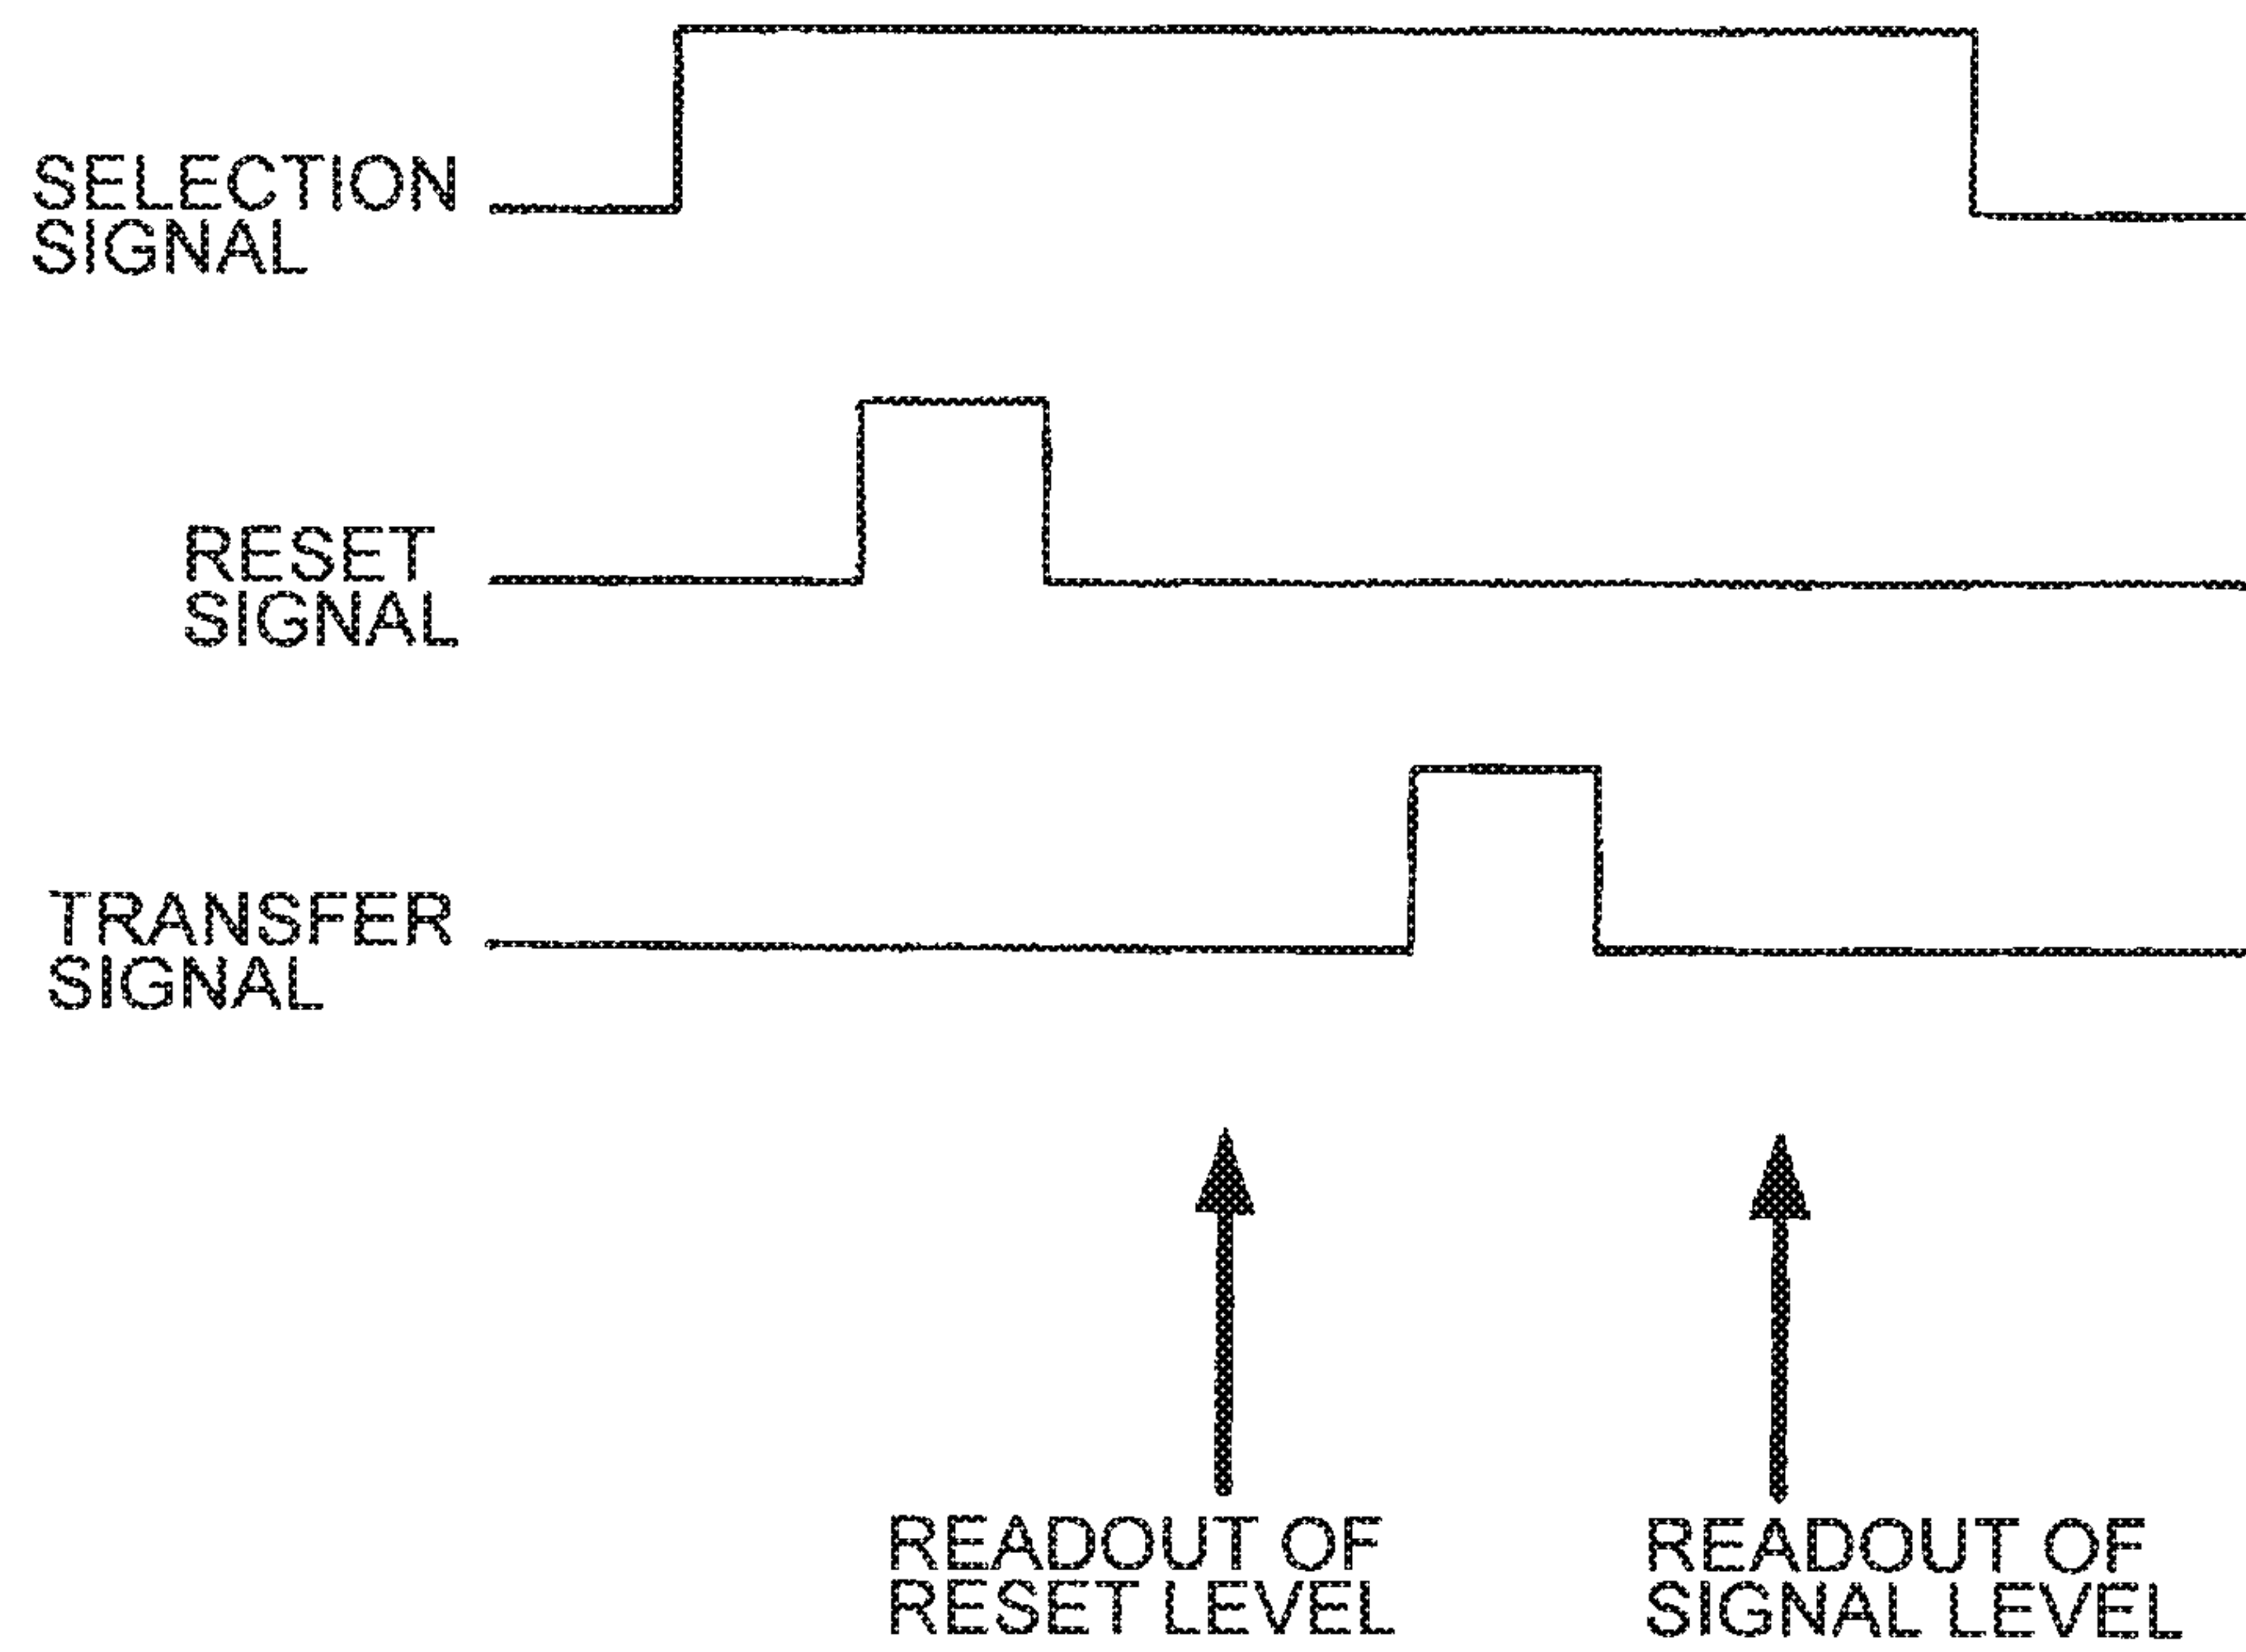 SELECTION
SIGNAL
RESET
SIGNAL
TRANSFER
SIGNAL
READOUT OF
RESET LEVEL
READOUT OF
SIGNAL LEVEL